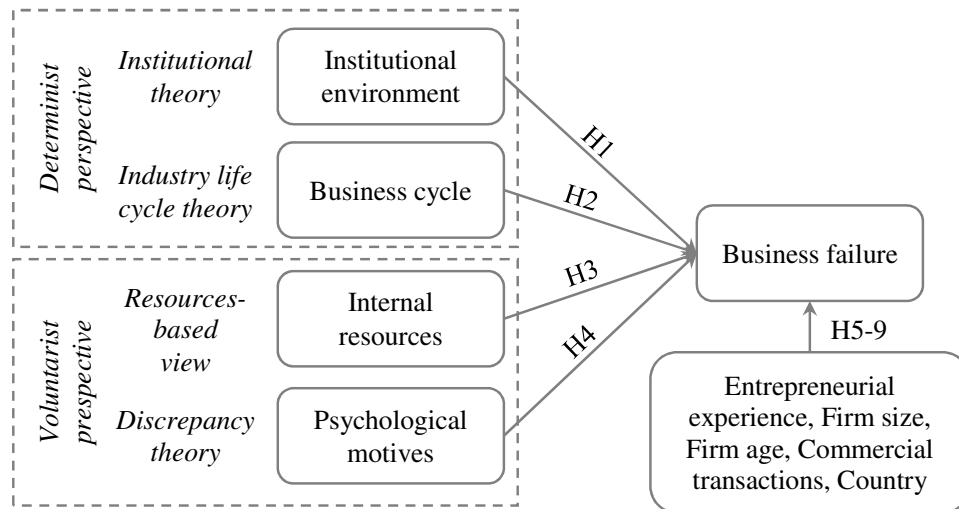 Determinist
perspective
Institutional
theory
Institutional
environment
Industry life
cycle theory
Business cycle
Voluntarist
prespective
Resources-
based
view
Internal
resources
Discrepancy
theory
Psychological
motives
H1
H2
H3
H4
Business failure
H5-9
Entrepreneurial
experience, Firm size,
Firm age, Commercial
transactions, Country